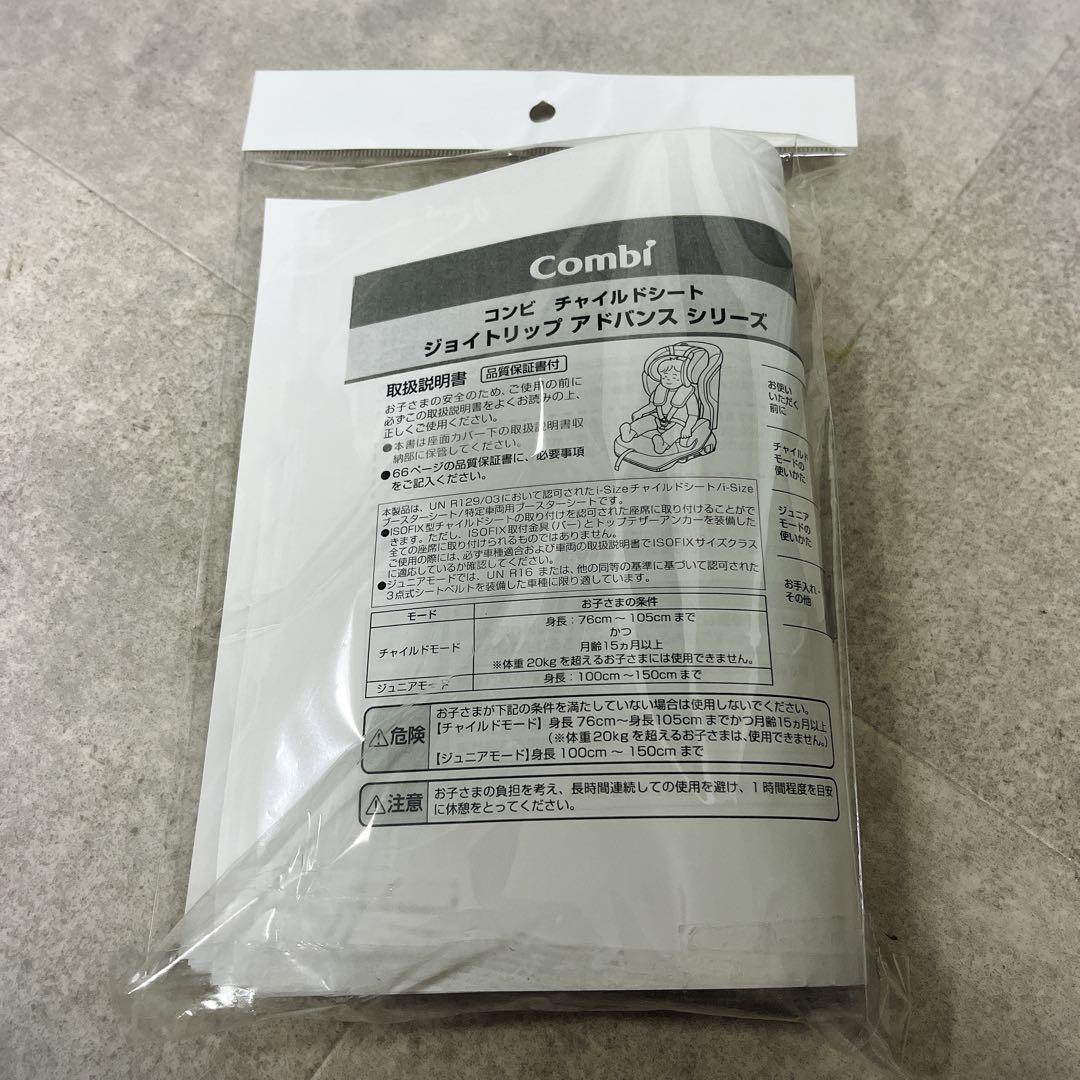 Combi
コンビ チャイルドシート
ジョイトリップ アドバンス シリーズ
取扱説明書 品質保証書付
お子さまの安全のため、ご使用の前に
必ずこの取扱説明書をよくお読みの上、
正しくご使用ください。
●本書は座面カバー下の取扱説明書収
納部に保管してください。
●66ページの品質保証書に、必要事項
をご記入ください。
お使い
いただく
前に
チャイルド
モードの
使いかた
ジュニア
モードの
使いかた
お手入れ・
その他
本製品は、UN R129/03において認可されたi-Sizeチャイルドシート/i-Size
ブースターシート/特定車両用ブースターシートです。
●ISOFIX型チャイルドシートの取り付けを認可された座席に取り付けることがで
きます。ただし、ISOFIX取付金具(バー)とトップテザーアンカーを装備した
全ての座席に取り付けられるものではありません。
ご使用の際には、必ず車種適合および車両の取扱説明書でISOFIXサイズクラス
に適応しているか確認してください。
●ジュニアモードでは、UN R16 または、他の同等の基準に基づいて認可された
3点式シートベルトを装備した車種に限り適しています。
モード お子さまの条件
チャイルドモード 身長：76cm～105cmまで
かつ
月齢15ヵ月以上
※体重20kgを超えるお子さまには使用できません。
ジュニアモード 身長：100cm～150cmまで
危険 お子さまが下記の条件を満たしていない場合は使用しないでください。
【チャイルドモード】身長 76cm～身長105cmまでかつ月齢15ヵ月以上
(※体重20kgを超えるお子さまは、使用できません。)
【ジュニアモード】身長 100cm ～ 150cm まで
注意 お子さまの負担を考え、長時間連続しての使用を避け、1時間程度を目安
に休憩をとってください。